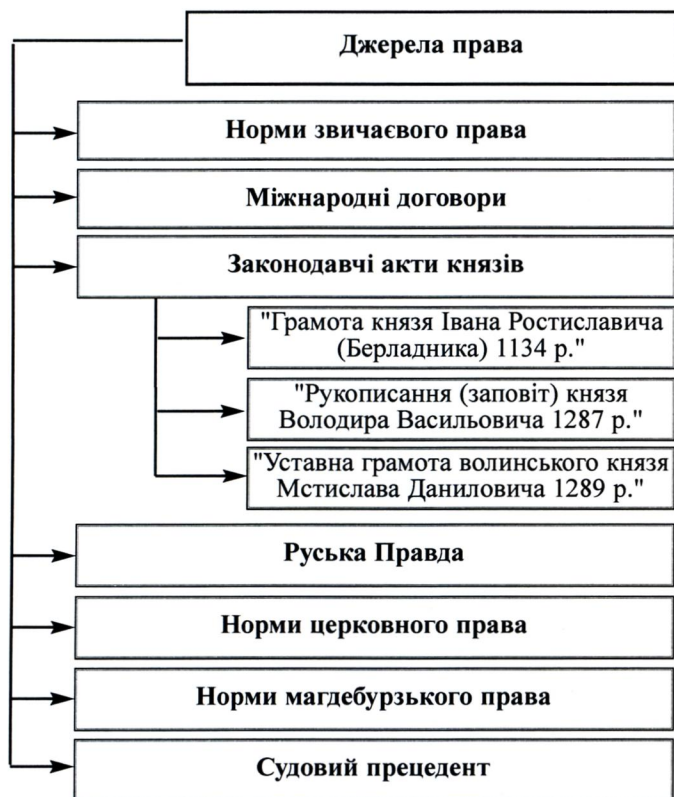 Джерела права
Норми звичаєвого права
Міжнародні договори
Законодавчі акти князів
"Грамота князя Івана Ростиславича
(Берладника) 1134 р."
"Рукописання (заповіт) князя
Володира Васильовича 1287 р."
"Уставна грамота волинського князя
Мстислава Даниловича 1289 р."
Руська Правда
Норми церковного права
Норми магдебурзького права
Судовий прецедент